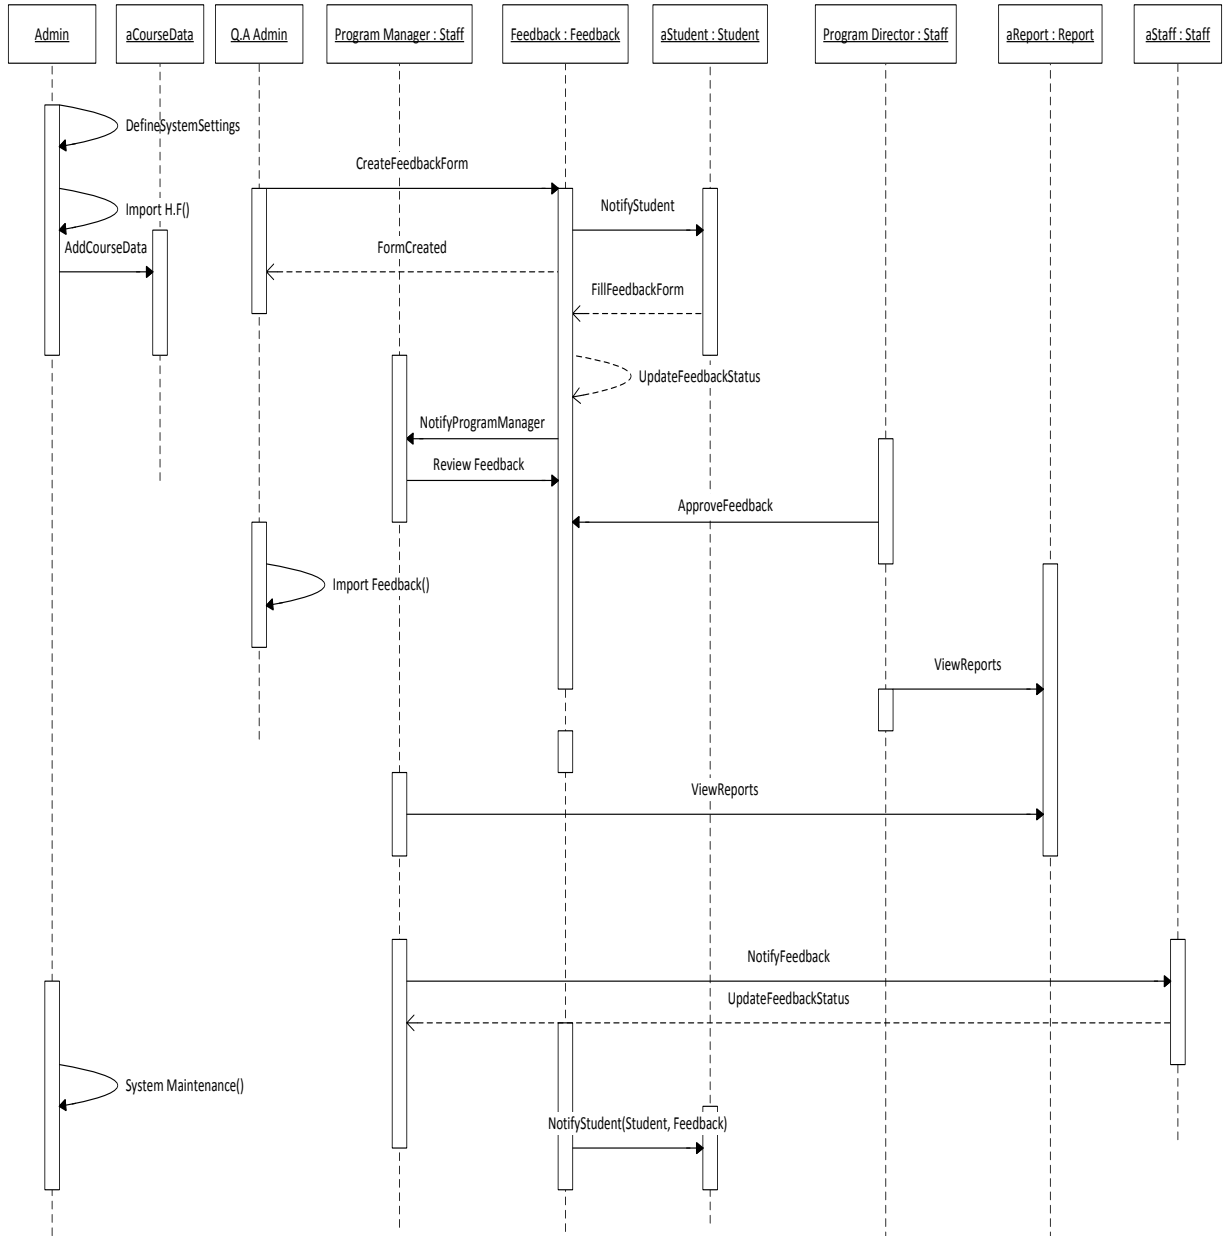 Admin
aCourseData
Q.A Admin
Program Manager : Staff
Feedback : Feedback
aStudent : Student
Program Director : Staff
aReport : Report
aStaff : Staff
DefineSystemSettings
CreateFeedbackForm
Import H.F()
NotifyStudent
AddCourseData
FormCreated
FillFeedbackForm
UpdateFeedbackStatus
NotifyProgramManager
Review Feedback
ApproveFeedback
Import Feedback()
ViewReports
ViewReports
NotifyFeedback
UpdateFeedbackStatus
System Maintenance()
NotifyStudent(Student, Feedback)